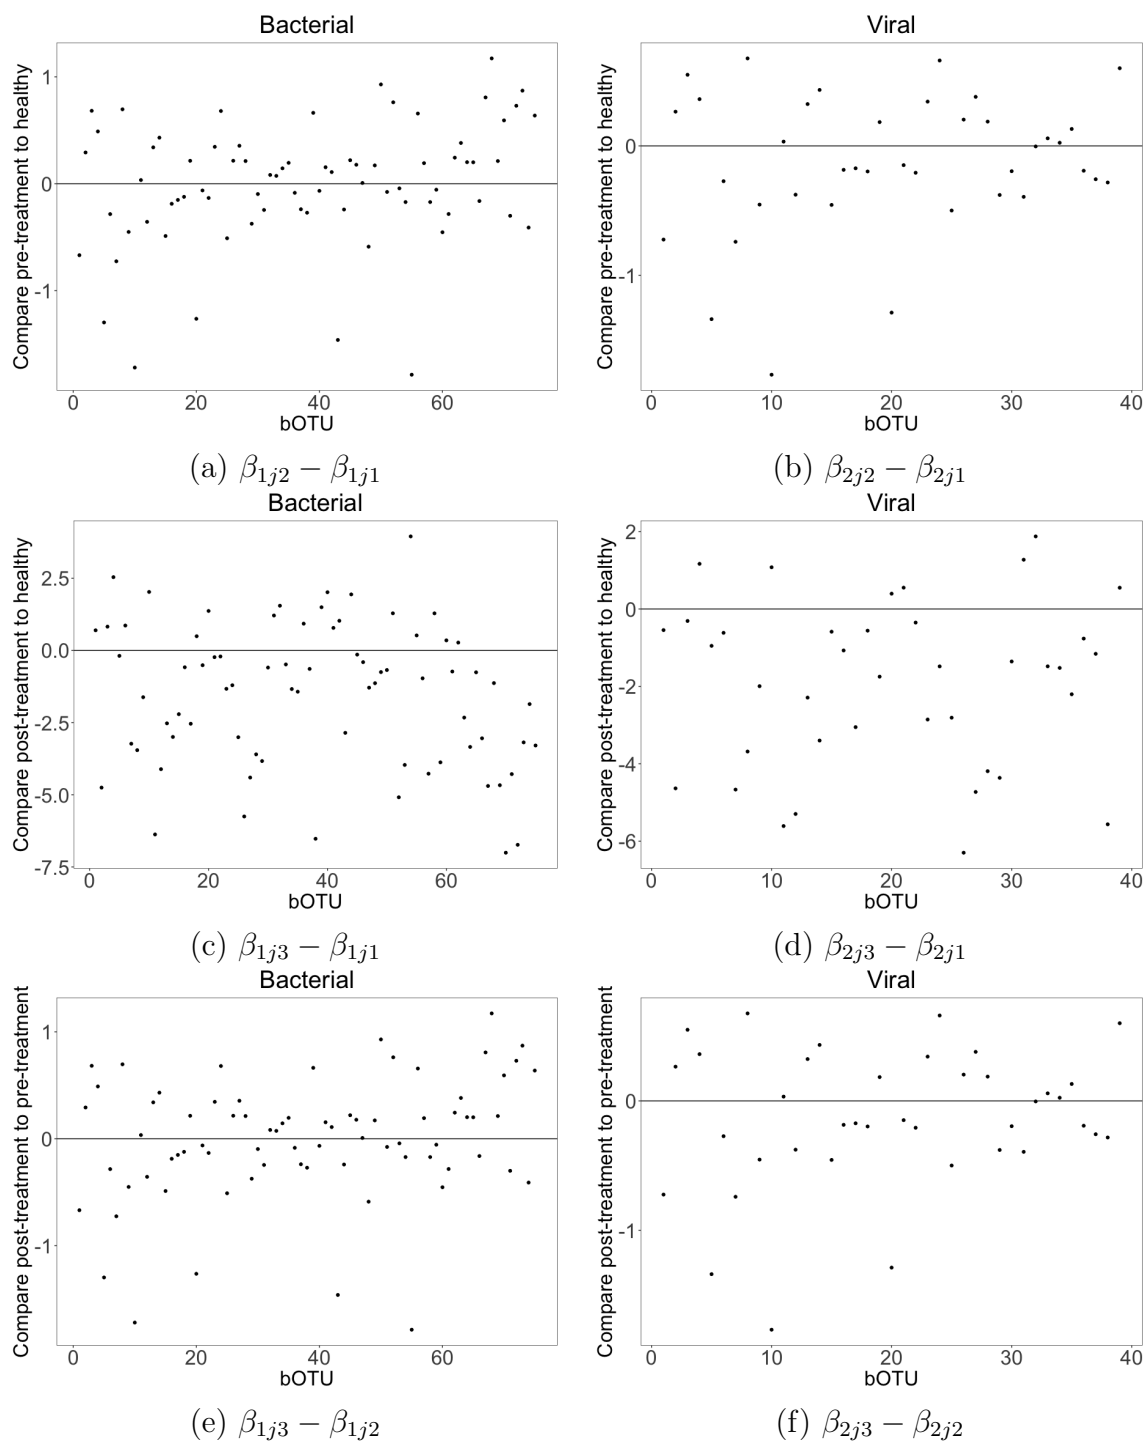 Bacterial
Compare pre-treatment to healthy
1
0
-1
0 20 40 60
bOTU
(a) β1j2 − β1j1
Viral
Compare pre-treatment to healthy
0
-1
0 10 20 30 40
bOTU
(b) β2j2 − β2j1
Bacterial
Compare post-treatment to healthy
2.5
0.0
-2.5
-5.0
-7.5
0 20 40 60
bOTU
(c) β1j3 − β1j1
Viral
Compare post-treatment to healthy
2
0
-2
-4
-6
0 10 20 30 40
bOTU
(d) β2j3 − β2j1
Bacterial
Compare post-treatment to pre-treatment
1
0
-1
0 20 40 60
bOTU
(e) β1j3 − β1j2
Viral
Compare post-treatment to pre-treatment
0
-1
0 10 20 30 40
bOTU
(f) β2j3 − β2j2